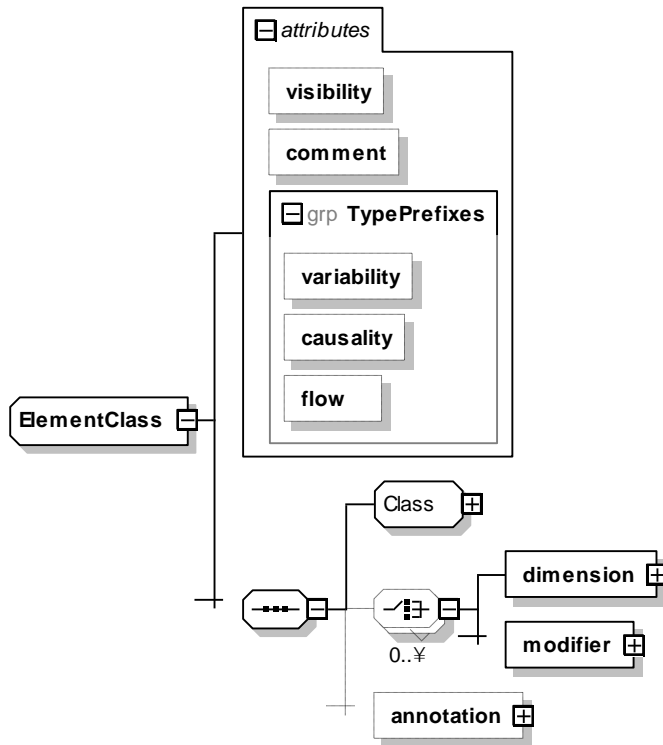 attributes
visibility
comment
grp TypePrefixes
variability
causality
flow
ElementClass
Class
dimension
0..¥
modifier
annotation